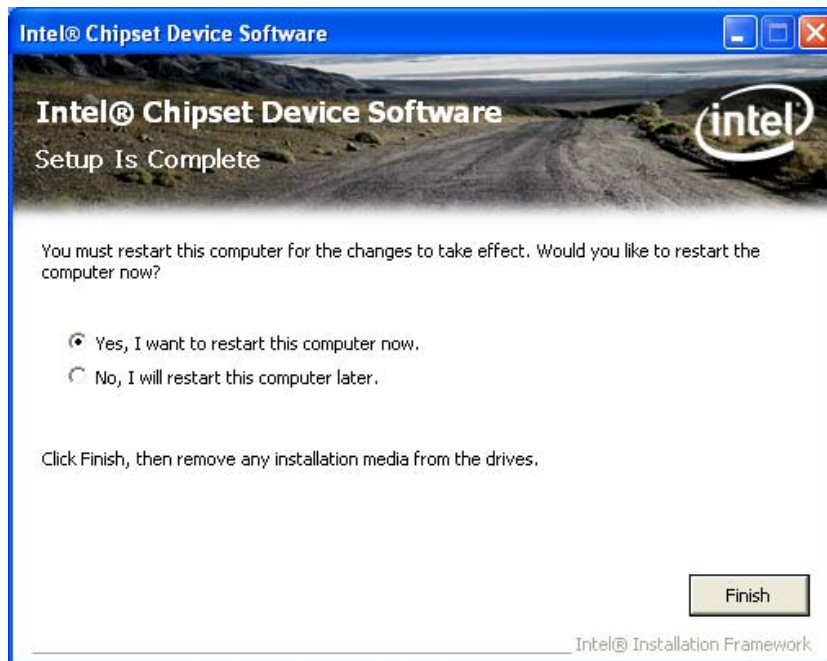 Intel® Chipset Device Software
Intel® Chipset Device Software
intel
Setup Is Complete
You must restart this computer for the changes to take effect. Would you like to restart the
computer now?
Yes, I want to restart this computer now.
No, I will restart this computer later.
Click Finish, then remove any installation media from the drives.
Finish
Intel® Installation Framework